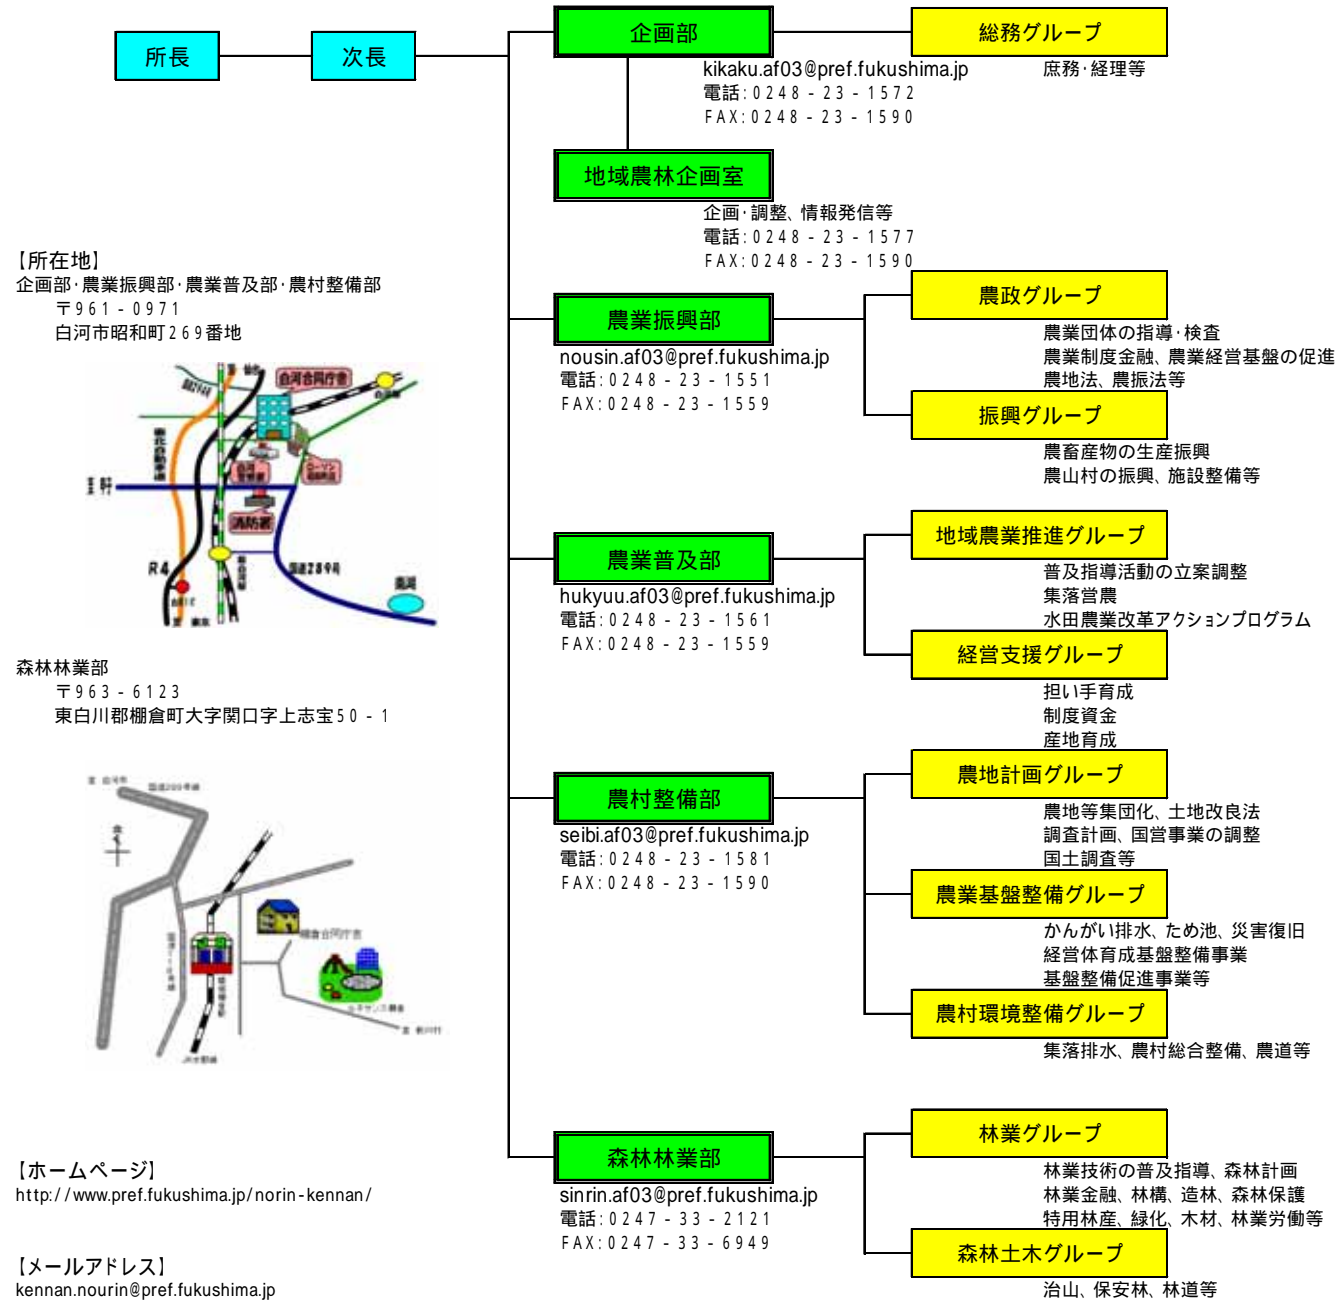 所長
次長
企画部
kikaku.af03@pref.fukushima.jp
電話:0248-23-1572
FAX:0248-23-1590
総務グループ
庶務・経理等
地域農林企画室
企画・調整、情報発信等
電話:0248-23-1577
FAX:0248-23-1590
農業振興部
nousin.af03@pref.fukushima.jp
電話:0248-23-1551
FAX:0248-23-1559
農政グループ
農業団体の指導・検査
農業制度金融、農業経営基盤の促進
農地法、農振法等
振興グループ
農畜産物の生産振興
農山村の振興、施設整備等
農業普及部
hukyuu.af03@pref.fukushima.jp
電話:0248-23-1561
FAX:0248-23-1559
地域農業推進グループ
普及指導活動の立案調整
集落営農
水田農業改革アクションプログラム
経営支援グループ
担い手育成
制度資金
産地育成
農村整備部
seibi.af03@pref.fukushima.jp
電話:0248-23-1581
FAX:0248-23-1590
農地計画グループ
農地等集団化、土地改良法
調査計画、国営事業の調整
国土調査等
農業基盤整備グループ
かんがい排水、ため池、災害復旧
経営体育成基盤整備事業
基盤整備促進事業等
農村環境整備グループ
集落排水、農村総合整備、農道等
森林林業部
sinrin.af03@pref.fukushima.jp
電話:0247-33-2121
FAX:0247-33-6949
林業グループ
林業技術の普及指導、森林計画
林業金融、林構、造林、森林保護
特用林産、緑化、木材、林業労働等
森林土木グループ
治山、保安林、林道等
【所在地】
企画部・農業振興部・農業普及部・農村整備部
〒961-0971
白河市昭和町269番地
白河合同庁舎
消防署
R4
国道289号
南湖
森林林業部
〒963-6123
東白川郡棚倉町大字関口字上志宝50-1
棚倉合同庁舎
【ホームページ】
http://www.pref.fukushima.jp/norin-kennan/
【メールアドレス】
kennan.nourin@pref.fukushima.jp